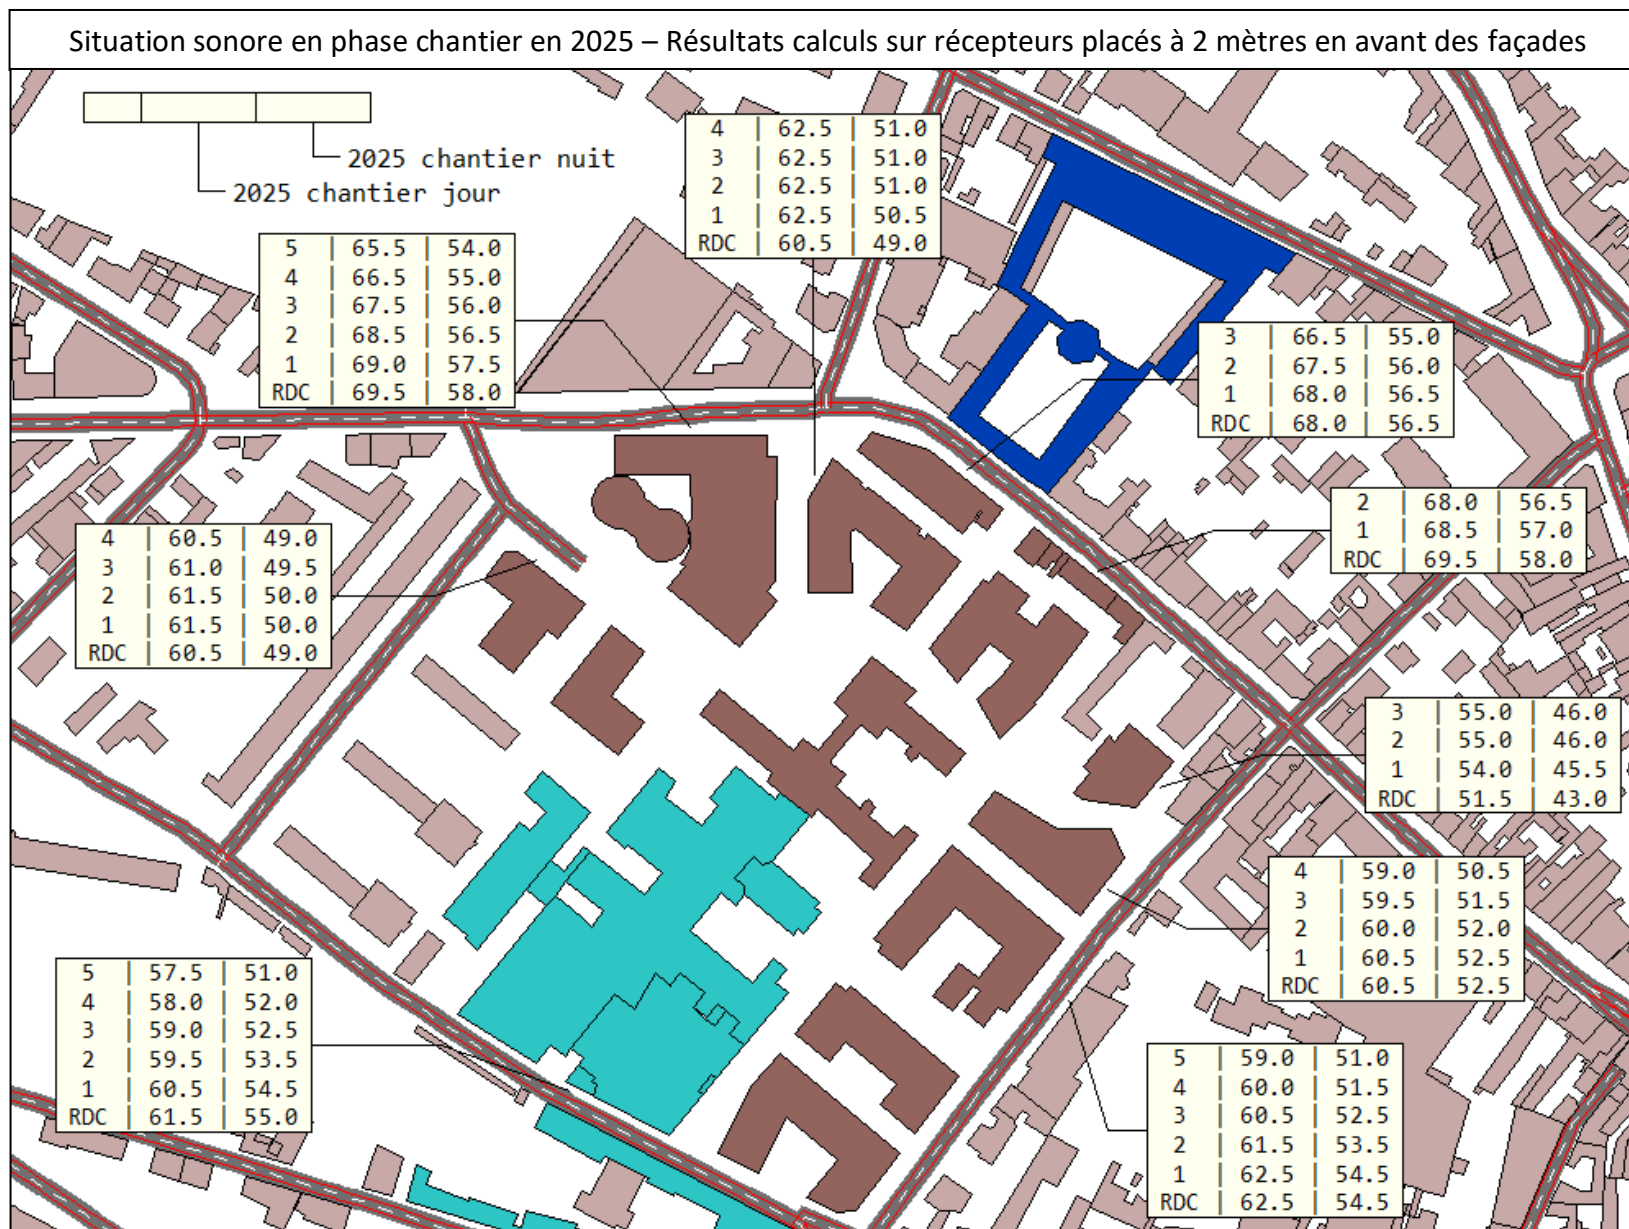 Situation sonore en phase chantier en 2025 – Résultats calculs sur récepteurs placés à 2 mètres en avant des façades
2025 chantier nuit
2025 chantier jour
4 | 62.5 | 51.0
3 | 62.5 | 51.0
2 | 62.5 | 51.0
1 | 62.5 | 50.5
RDC | 60.5 | 49.0
5 | 65.5 | 54.0
4 | 66.5 | 55.0
3 | 67.5 | 56.0
2 | 68.5 | 56.5
1 | 69.0 | 57.5
RDC | 69.5 | 58.0
3 | 66.5 | 55.0
2 | 67.5 | 56.0
1 | 68.0 | 56.5
RDC | 68.0 | 56.5
2 | 68.0 | 56.5
1 | 68.5 | 57.0
RDC | 69.5 | 58.0
4 | 60.5 | 49.0
3 | 61.0 | 49.5
2 | 61.5 | 50.0
1 | 61.5 | 50.0
RDC | 60.5 | 49.0
3 | 55.0 | 46.0
2 | 55.0 | 46.0
1 | 54.0 | 45.5
RDC | 51.5 | 43.0
4 | 59.0 | 50.5
3 | 59.5 | 51.5
2 | 60.0 | 52.0
1 | 60.5 | 52.5
RDC | 60.5 | 52.5
5 | 57.5 | 51.0
4 | 58.0 | 52.0
3 | 59.0 | 52.5
2 | 59.5 | 53.5
1 | 60.5 | 54.5
RDC | 61.5 | 55.0
5 | 59.0 | 51.0
4 | 60.0 | 51.5
3 | 60.5 | 52.5
2 | 61.5 | 53.5
1 | 62.5 | 54.5
RDC | 62.5 | 54.5